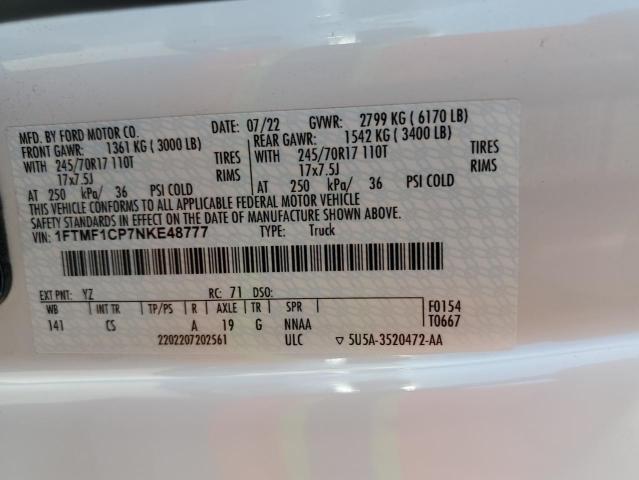 MFD. BY FORD MOTOR CO.
DATE: 07/22 GVWR: 2799 KG ( 6170 LB)
FRONT GAWR: 1361 KG ( 3000 LB)
REAR GAWR: 1542 KG ( 3400 LB)
WITH 245/70R17 110T TIRES
WITH 245/70R17 110T TIRES
17x7.5J RIMS
17x7.5J RIMS
AT 250 kPa/ 36 PSI COLD
AT 250 kPa/ 36 PSI COLD
THIS VEHICLE CONFORMS TO ALL APPLICABLE FEDERAL MOTOR VEHICLE
SAFETY STANDARDS IN EFFECT ON THE DATE OF MANUFACTURE SHOWN ABOVE.
VIN: 1FTMF1CP7NKE48777 TYPE: Truck
EXT PNT: YZ RC: 71 DSO:
WB INT TR TP/PS R AXLE TR SPR F0154
141 CS A 19 G NNAA T0667
2202207202561 ULC ▽ 5U5A-3520472-AA